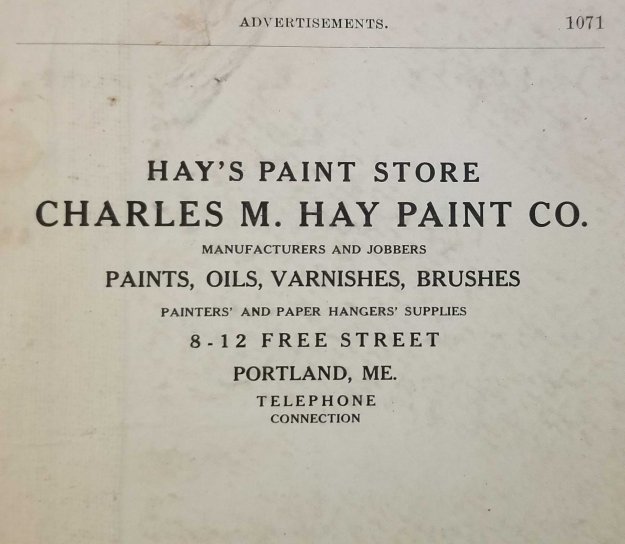 ADVERTISEMENTS. 1071
HAY'S PAINT STORE
CHARLES M. HAY PAINT CO.
MANUFACTURERS AND JOBBERS
PAINTS, OILS, VARNISHES, BRUSHES
PAINTERS' AND PAPER HANGERS' SUPPLIES
8-12 FREE STREET
PORTLAND, ME.
TELEPHONE
CONNECTION